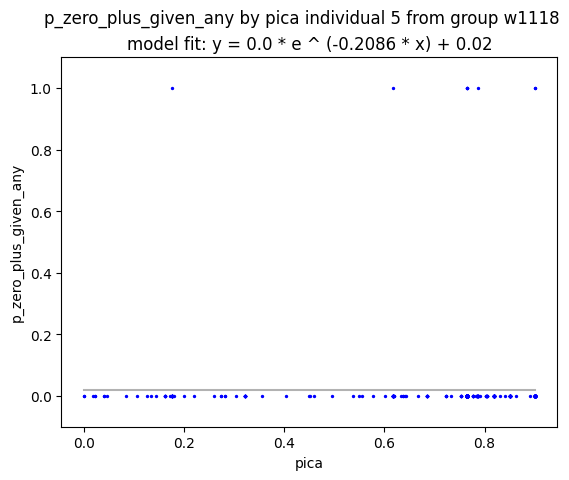 p_zero_plus_given_any by pica individual 5 from group w1118
model fit: y = 0.0 * e ^ (-0.2086 * x) + 0.02
1.0
0.8
0.6
0.4
0.2
0.0
p_zero_plus_given_any
0.0 0.2 0.4 0.6 0.8
pica